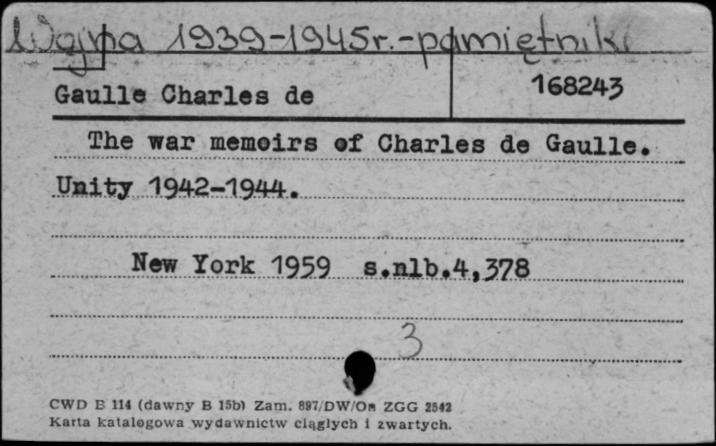 Wojna 1939-1945r.-pamiętniki
168243
Gaulle Charles de
The war memoirs of Charles de Gaulle.
Unity 1942-1944.
New York 1959 s.nlb.4,378
3
CWD E 114 (dawny B 15b) Zam. 897/DW/On ZGG 2542
Karta katalogowa wydawnictw ciągłych i zwartych.